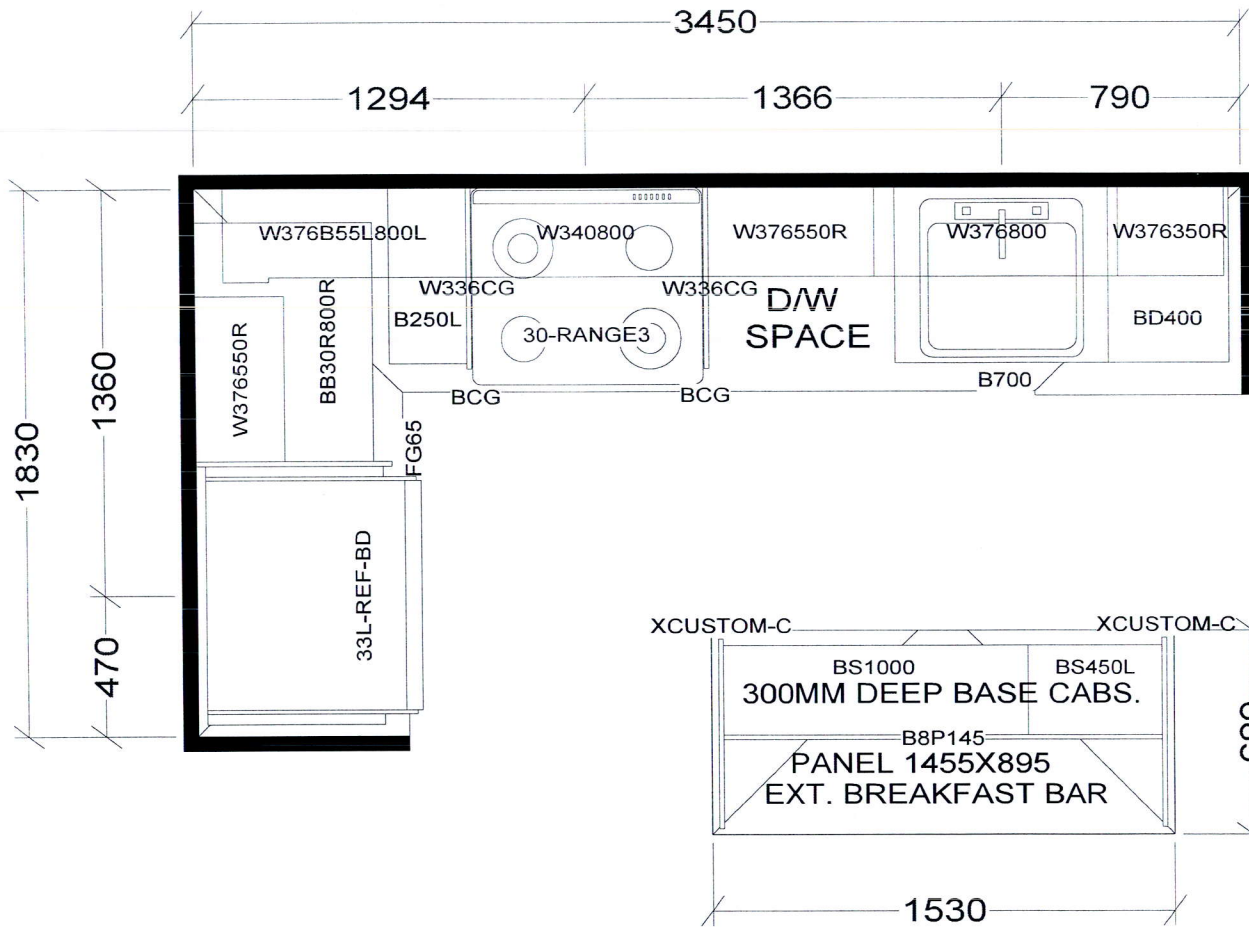 3450
1294
1366
790
W376B55L800L
W340800
W376550R
W376800
W376350R
W336CG
W336CG
D/W
SPACE
B250L
30-RANGE3
BD400
B700
BCG
BCG
W376550R
BB30R800R
FG65
1360
1830
470
33L-REF-BD
XCUSTOM-C
XCUSTOM-C
BS1000
BS450L
300MM DEEP BASE CABS.
B8P145
PANEL 1455X895
EXT. BREAKFAST BAR
1530